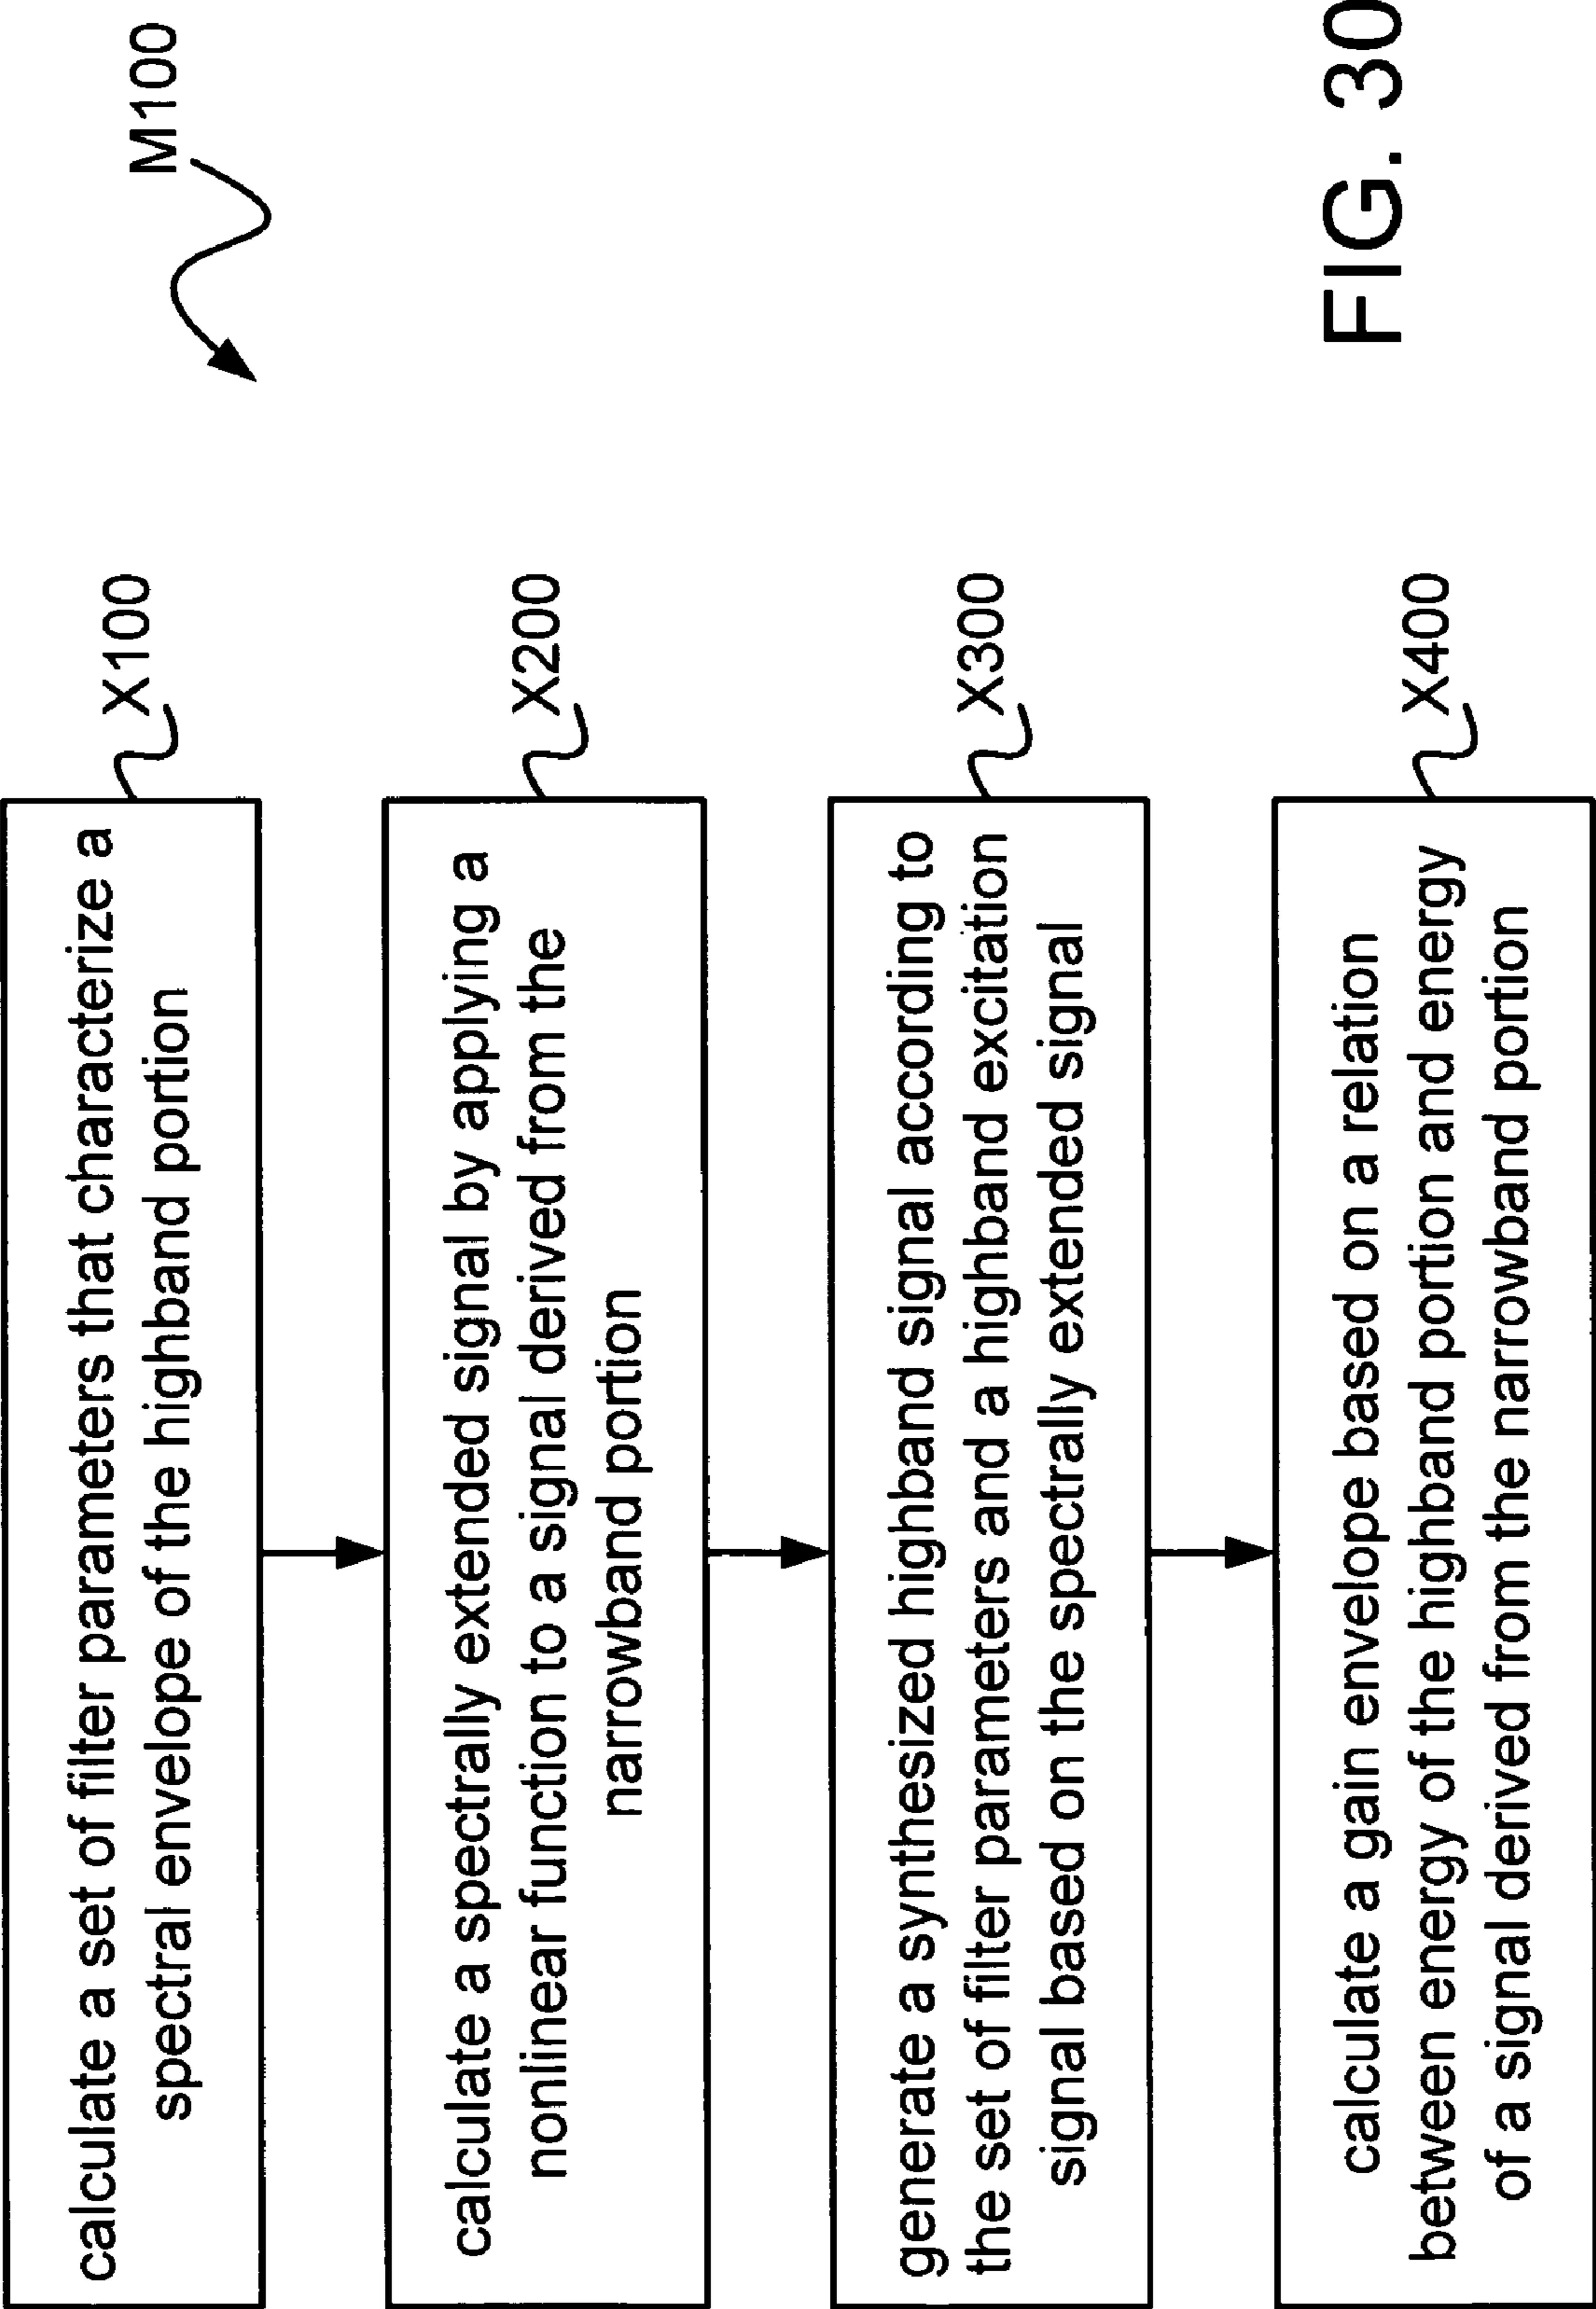 M100
calculate a set of filter parameters that characterize a
spectral envelope of the highband portion
X100
calculate a spectrally extended signal by applying a
nonlinear function to a signal derived from the
narrowband portion
X200
generate a synthesized highband signal according to
the set of filter parameters and a highband excitation
signal based on the spectrally extended signal
X300
calculate a gain envelope based on a relation
between energy of the highband portion and energy
of a signal derived from the narrowband portion
X400
FIG. 30